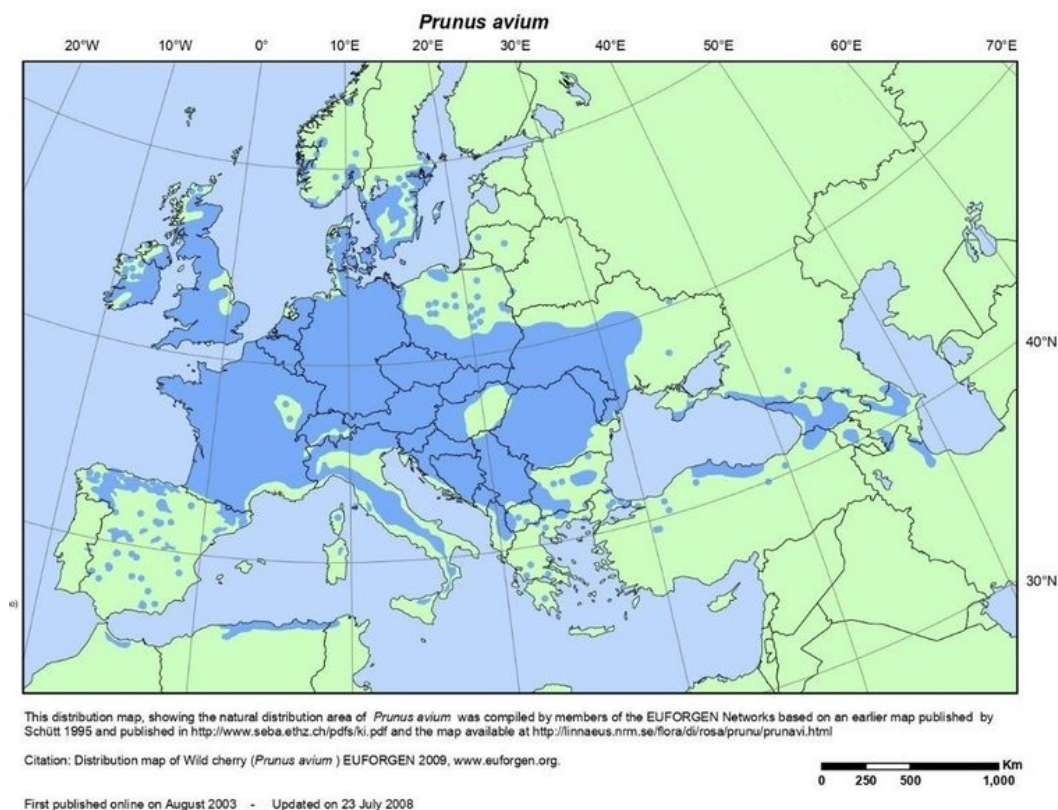 Prunus avium
20°W 10°W 0° 10°E 20°E 30°E 40°E 50°E 60°E 70°E
40°N
30°N
This distribution map, showing the natural distribution area of Prunus avium was compiled by members of the EUFORGEN Networks based on an earlier map published by
Schütt 1995 and published in http://www.seba.ethz.ch/pdfs/ki.pdf and the map available at http://linnaeus.nrm.se/flora/di/rosa/prunu/prunavi.html
Citation: Distribution map of Wild cherry (Prunus avium ) EUFORGEN 2009, www.euforgen.org.
Km
0 250 500 1,000
First published online on August 2003 - Updated on 23 July 2008